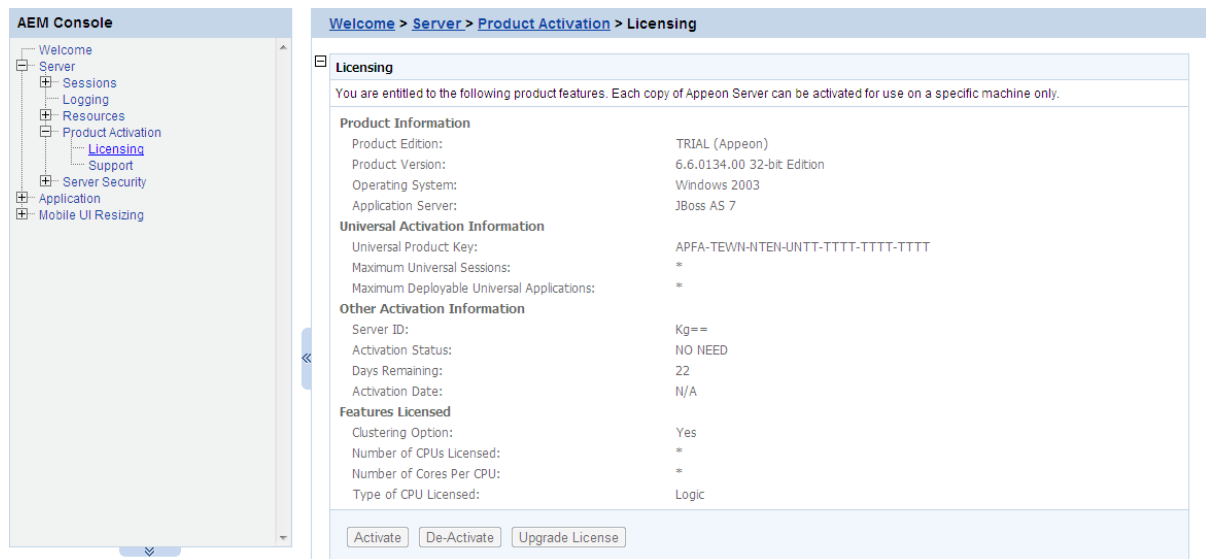 AEM Console
Welcome
Server
Sessions
Logging
Resources
Product Activation
Licensing
Support
Server Security
Application
Mobile UI Resizing
Welcome > Server > Product Activation > Licensing
Licensing
You are entitled to the following product features. Each copy of Appeon Server can be activated for use on a specific machine only.
Product Information
Product Edition: TRIAL (Appeon)
Product Version: 6.6.0134.00 32-bit Edition
Operating System: Windows 2003
Application Server: JBoss AS 7
Universal Activation Information
Universal Product Key: APFA-TEWN-NTEN-UNTT-TTTT-TTTT-TTTT
Maximum Universal Sessions: *
Maximum Deployable Universal Applications: *
Other Activation Information
Server ID: Kg==
Activation Status: NO NEED
Days Remaining: 22
Activation Date: N/A
Features Licensed
Clustering Option: Yes
Number of CPUs Licensed: *
Number of Cores Per CPU: *
Type of CPU Licensed: Logic
Activate De-Activate Upgrade License